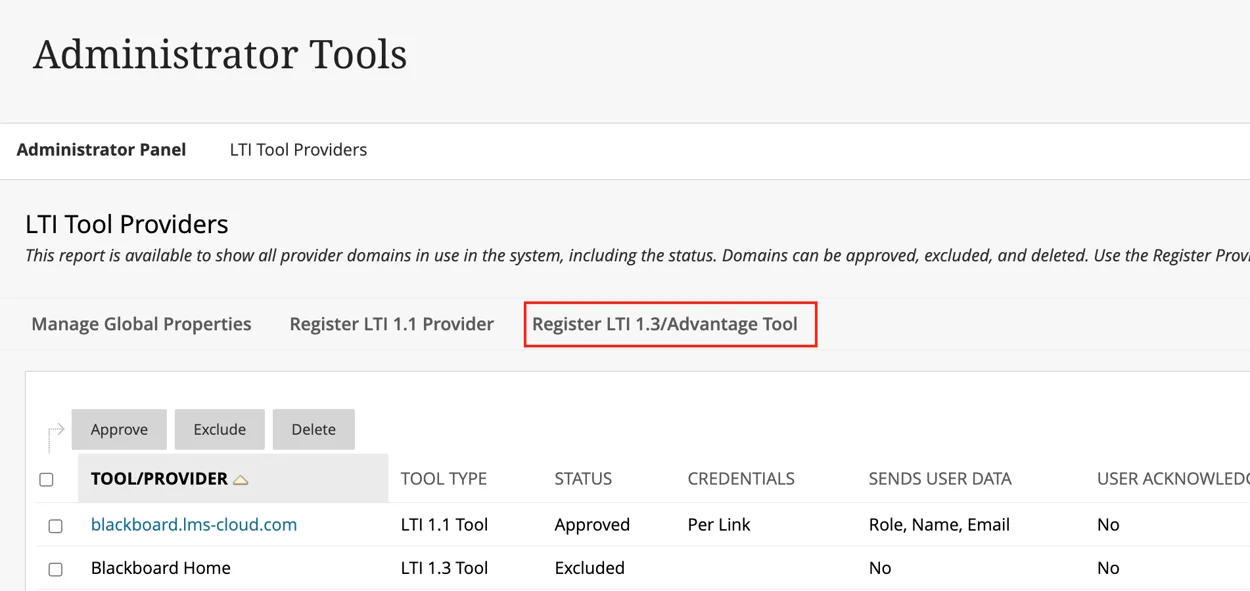 Administrator Tools
Administrator Panel LTI Tool Providers
LTI Tool Providers
This report is available to show all provider domains in use in the system, including the status. Domains can be approved, excluded, and deleted. Use the Register
Manage Global Properties Register LTI 1.1 Provider Register LTI 1.3/Advantage Tool
Approve Exclude Delete
TOOL/PROVIDER TOOL TYPE STATUS CREDENTIALS SENDS USER DATA USER
blackboard.lms-cloud.com LTI 1.1 Tool Approved Per Link Role, Name, Email No
Blackboard Home LTI 1.3 Tool Excluded No No